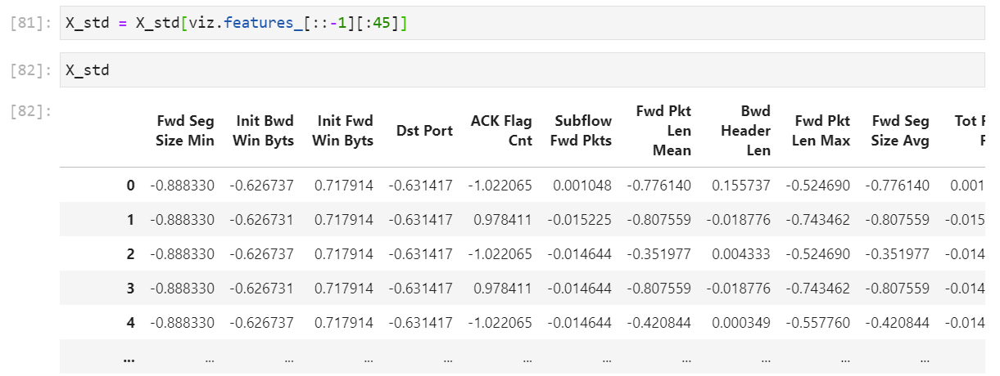 [81]: X_std = X_std[viz.features_[::-1][:45]]
[82]: X_std
[82]:
Fwd Seg Size Min Init Bwd Win Byts Init Fwd Win Byts Dst Port ACK Flag Cnt Subflow Fwd Pkts Fwd Pkt Len Mean Bwd Header Len Fwd Pkt Len Max Fwd Seg Size Avg Tot
0 -0.888330 -0.626737 0.717914 -0.631417 -1.022065 0.001048 -0.776140 0.155737 -0.524690 -0.776140 0.001
1 -0.888330 -0.626731 0.717914 -0.631417 0.978411 -0.015225 -0.807559 -0.018776 -0.743462 -0.807559 -0.015
2 -0.888330 -0.626737 0.717914 -0.631417 -1.022065 -0.014644 -0.351977 0.004333 -0.524690 -0.351977 -0.014
3 -0.888330 -0.626731 0.717914 -0.631417 0.978411 -0.014644 -0.807559 -0.018776 -0.743462 -0.807559 -0.014
4 -0.888330 -0.626737 0.717914 -0.631417 -1.022065 -0.014644 -0.420844 0.000349 -0.557760 -0.420844 -0.014
... ... ... ... ... ... ... ... ... ... ...